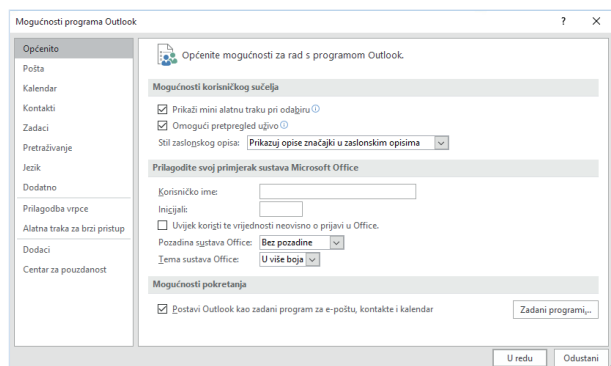 Mogućnosti programa Outlook
Općenito
Pošta
Kalendar
Kontakti
Zadaci
Pretraživanje
Jezik
Dodatno
Prilagodba vrpce
Alatna traka za brzi pristup
Dodaci
Centar za pouzdanost
Općenite mogućnosti za rad s programom Outlook.
Mogućnosti korisničkog sučelja
Prikaži mini alatnu traku pri odabiru
Omogući pretpregled uživo
Stil zaslonskog opisa: Prikazuj opise značajki u zaslonskim opisima
Prilagodite svoj primjerak sustava Microsoft Office
Korisničko ime:
Inicijali:
Uvijek koristi te vrijednosti neovisno o prijavi u Office.
Pozadina sustava Office: Bez pozadine
Tema sustava Office: U više boja
Mogućnosti pokretanja
Postavi Outlook kao zadani program za e-poštu, kontakte i kalendar
Zadani programi...
U redu Odustani